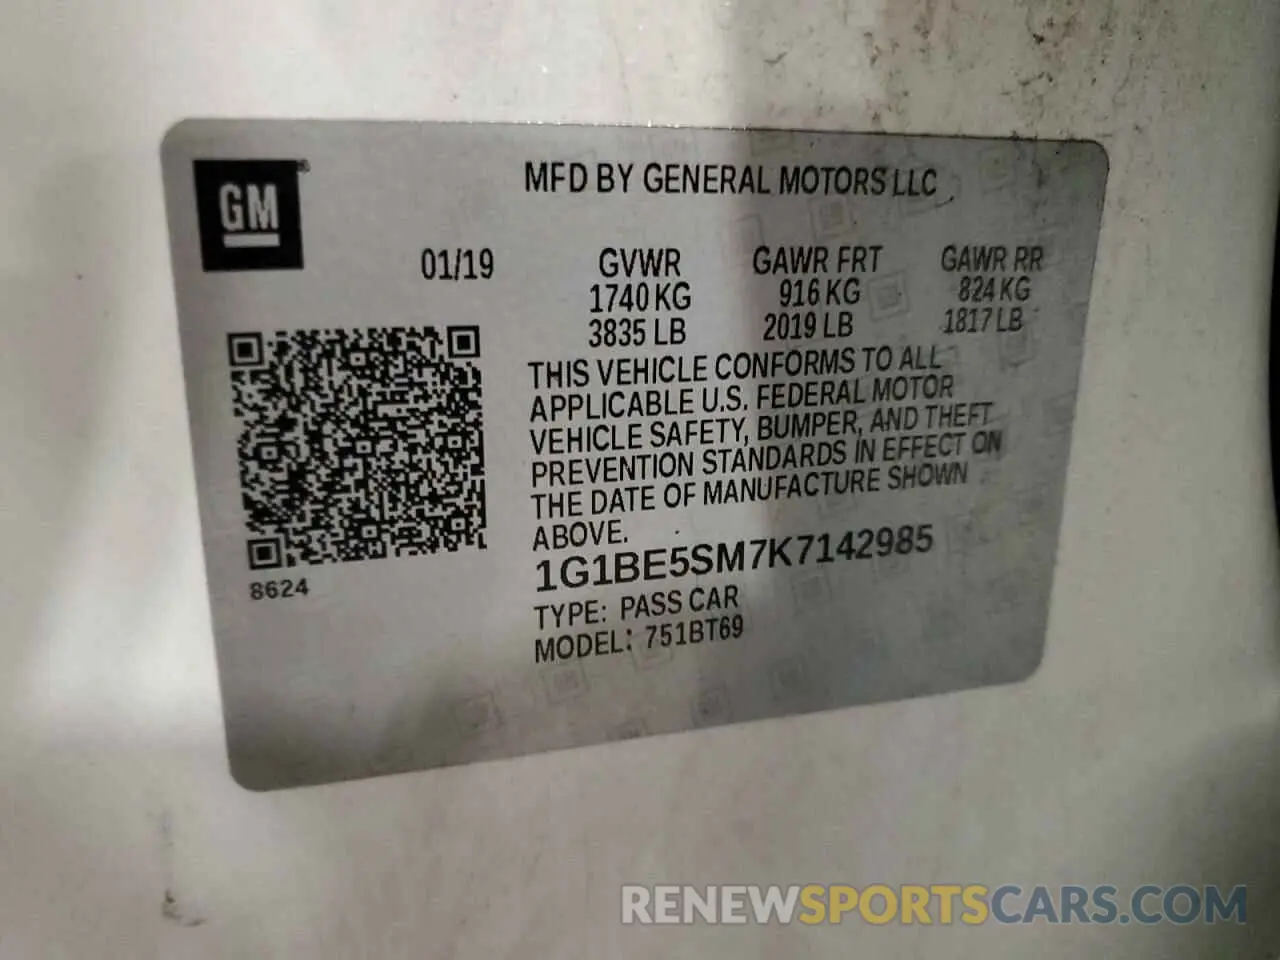 GM
MFD BY GENERAL MOTORS LLC
01/19 GVWR GAWR FRT GAWR RR
1740 KG 916 KG 824 KG
3835 LB 2019 LB 1817 LB
THIS VEHICLE CONFORMS TO ALL
APPLICABLE U.S. FEDERAL MOTOR
VEHICLE SAFETY, BUMPER, AND THEFT
PREVENTION STANDARDS IN EFFECT ON
THE DATE OF MANUFACTURE SHOWN
ABOVE.
8624
1G1BE5SM7K7142985
TYPE: PASS CAR
MODEL: 751BT69
RENEWSPORTSCARS.COM